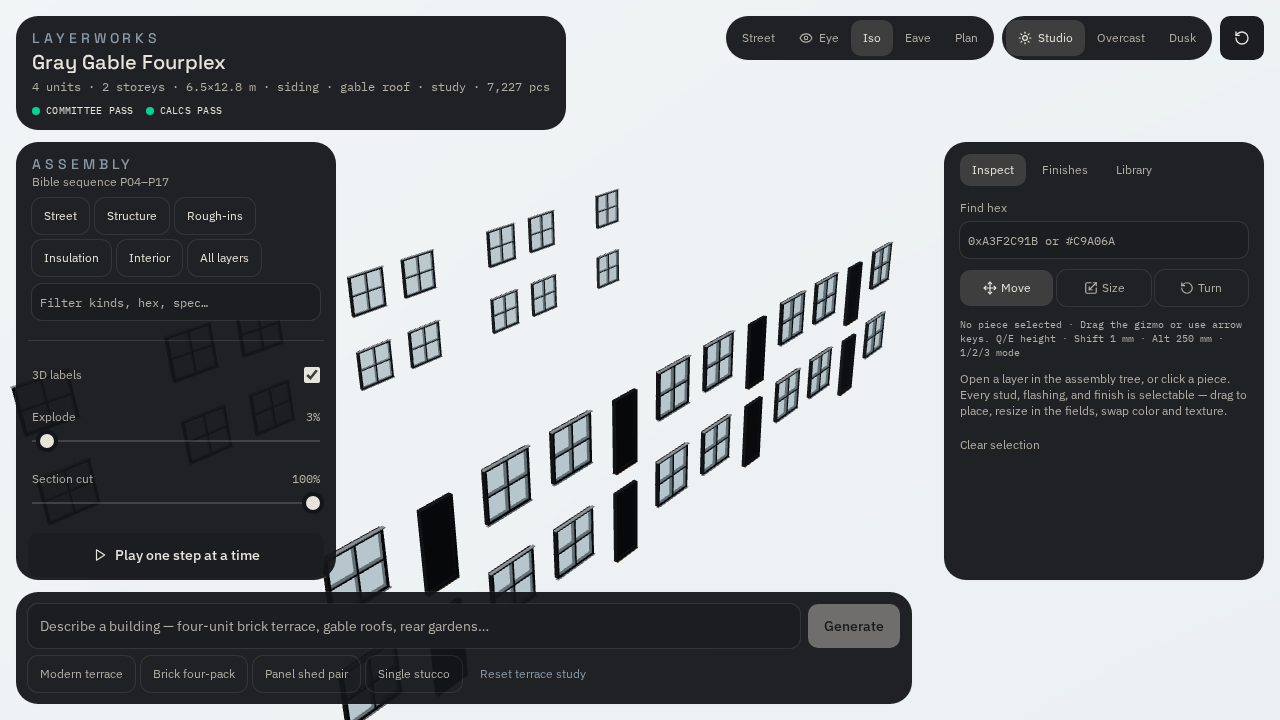 LAYERWORKS
Gray Gable Fourplex
4 units · 2 storeys · 6.5×12.8 m · siding · gable roof · study · 7,227 pcs
COMMITTEE PASS CALCS PASS
Street Eye Iso Eave Plan
Studio Overcast Dusk
ASSEMBLY
Bible sequence P04–P17
Street Structure Rough-ins
Insulation Interior All layers
Filter kinds, hex, spec…
3D labels
Explode 3%
Section cut 100%
Play one step at a time
Inspect Finishes Library
Find hex
0xA3F2C91B or #C9A06A
Move Size Turn
No piece selected · Drag the gizmo or use arrow
keys. Q/E height · Shift 1 mm · Alt 250 mm ·
1/2/3 mode
Open a layer in the assembly tree, or click a piece.
Every stud, flashing, and finish is selectable — drag to
place, resize in the fields, swap color and texture.
Clear selection
Describe a building — four-unit brick terrace, gable roofs, rear gardens…
Generate
Modern terrace Brick four-pack Panel shed pair Single stucco Reset terrace study